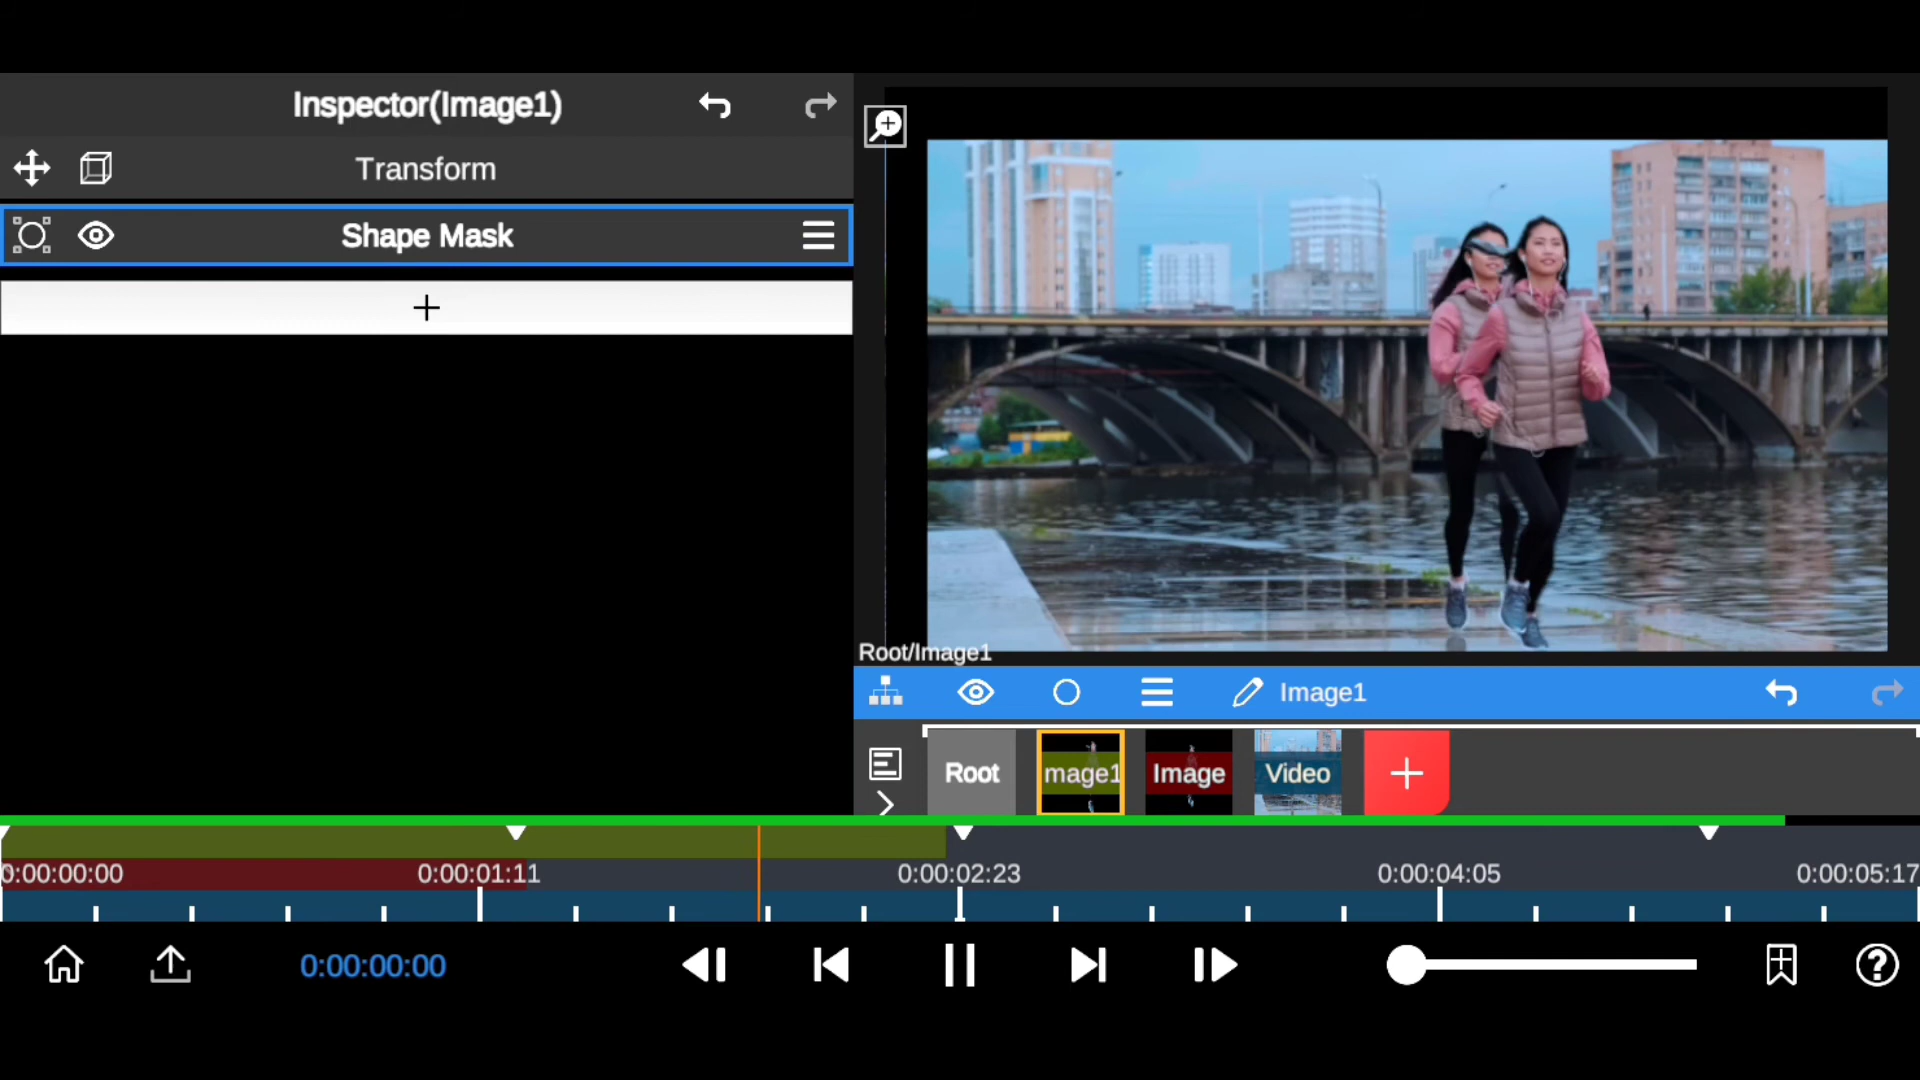 Inspector(Image1)
Transform
Shape Mask
Root/Image1
Image1
Root
mage1
Image
Video
0:00:00:00
0:00:01:11
0:00:02:23
0:00:04:05
0:00:05:17
0:00:00:00